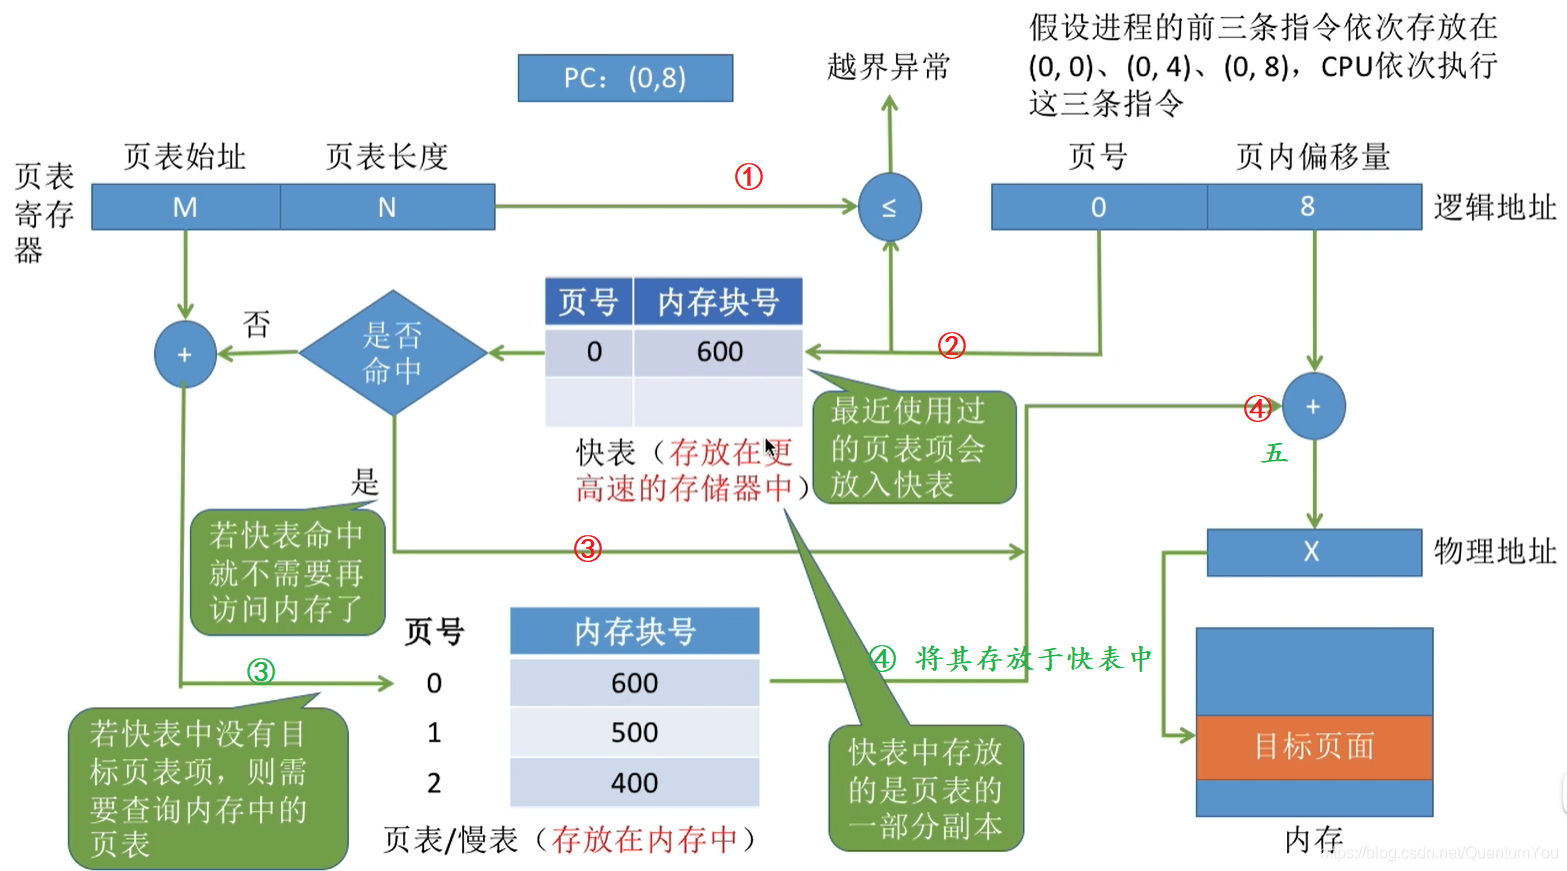 假设进程的前三条指令依次存放在
(0, 0)、(0, 4)、(0, 8)，CPU依次执行
这三条指令
PC：(0,8)
越界异常
页表
寄存
器
页表始址
页表长度
M
N
①
≤
页号
页内偏移量
0
8
逻辑地址
+
否
是否
命中
页号
内存块号
0
600
②
最近使用过
的页表项会
放入快表
快表（存放在更
高速的存储器中）
④
+
五
是
若快表命中
就不需要再
访问内存了
③
X
物理地址
③
页号
内存块号
0
600
1
500
2
400
④ 将其存放于快表中
若快表中没有目
标页表项，则需
要查询内存中的
页表
页表/慢表（存放在内存中）
快表中存放
的是页表的
一部分副本
目标页面
内存
https://blog.csdn.net/QuantumYou